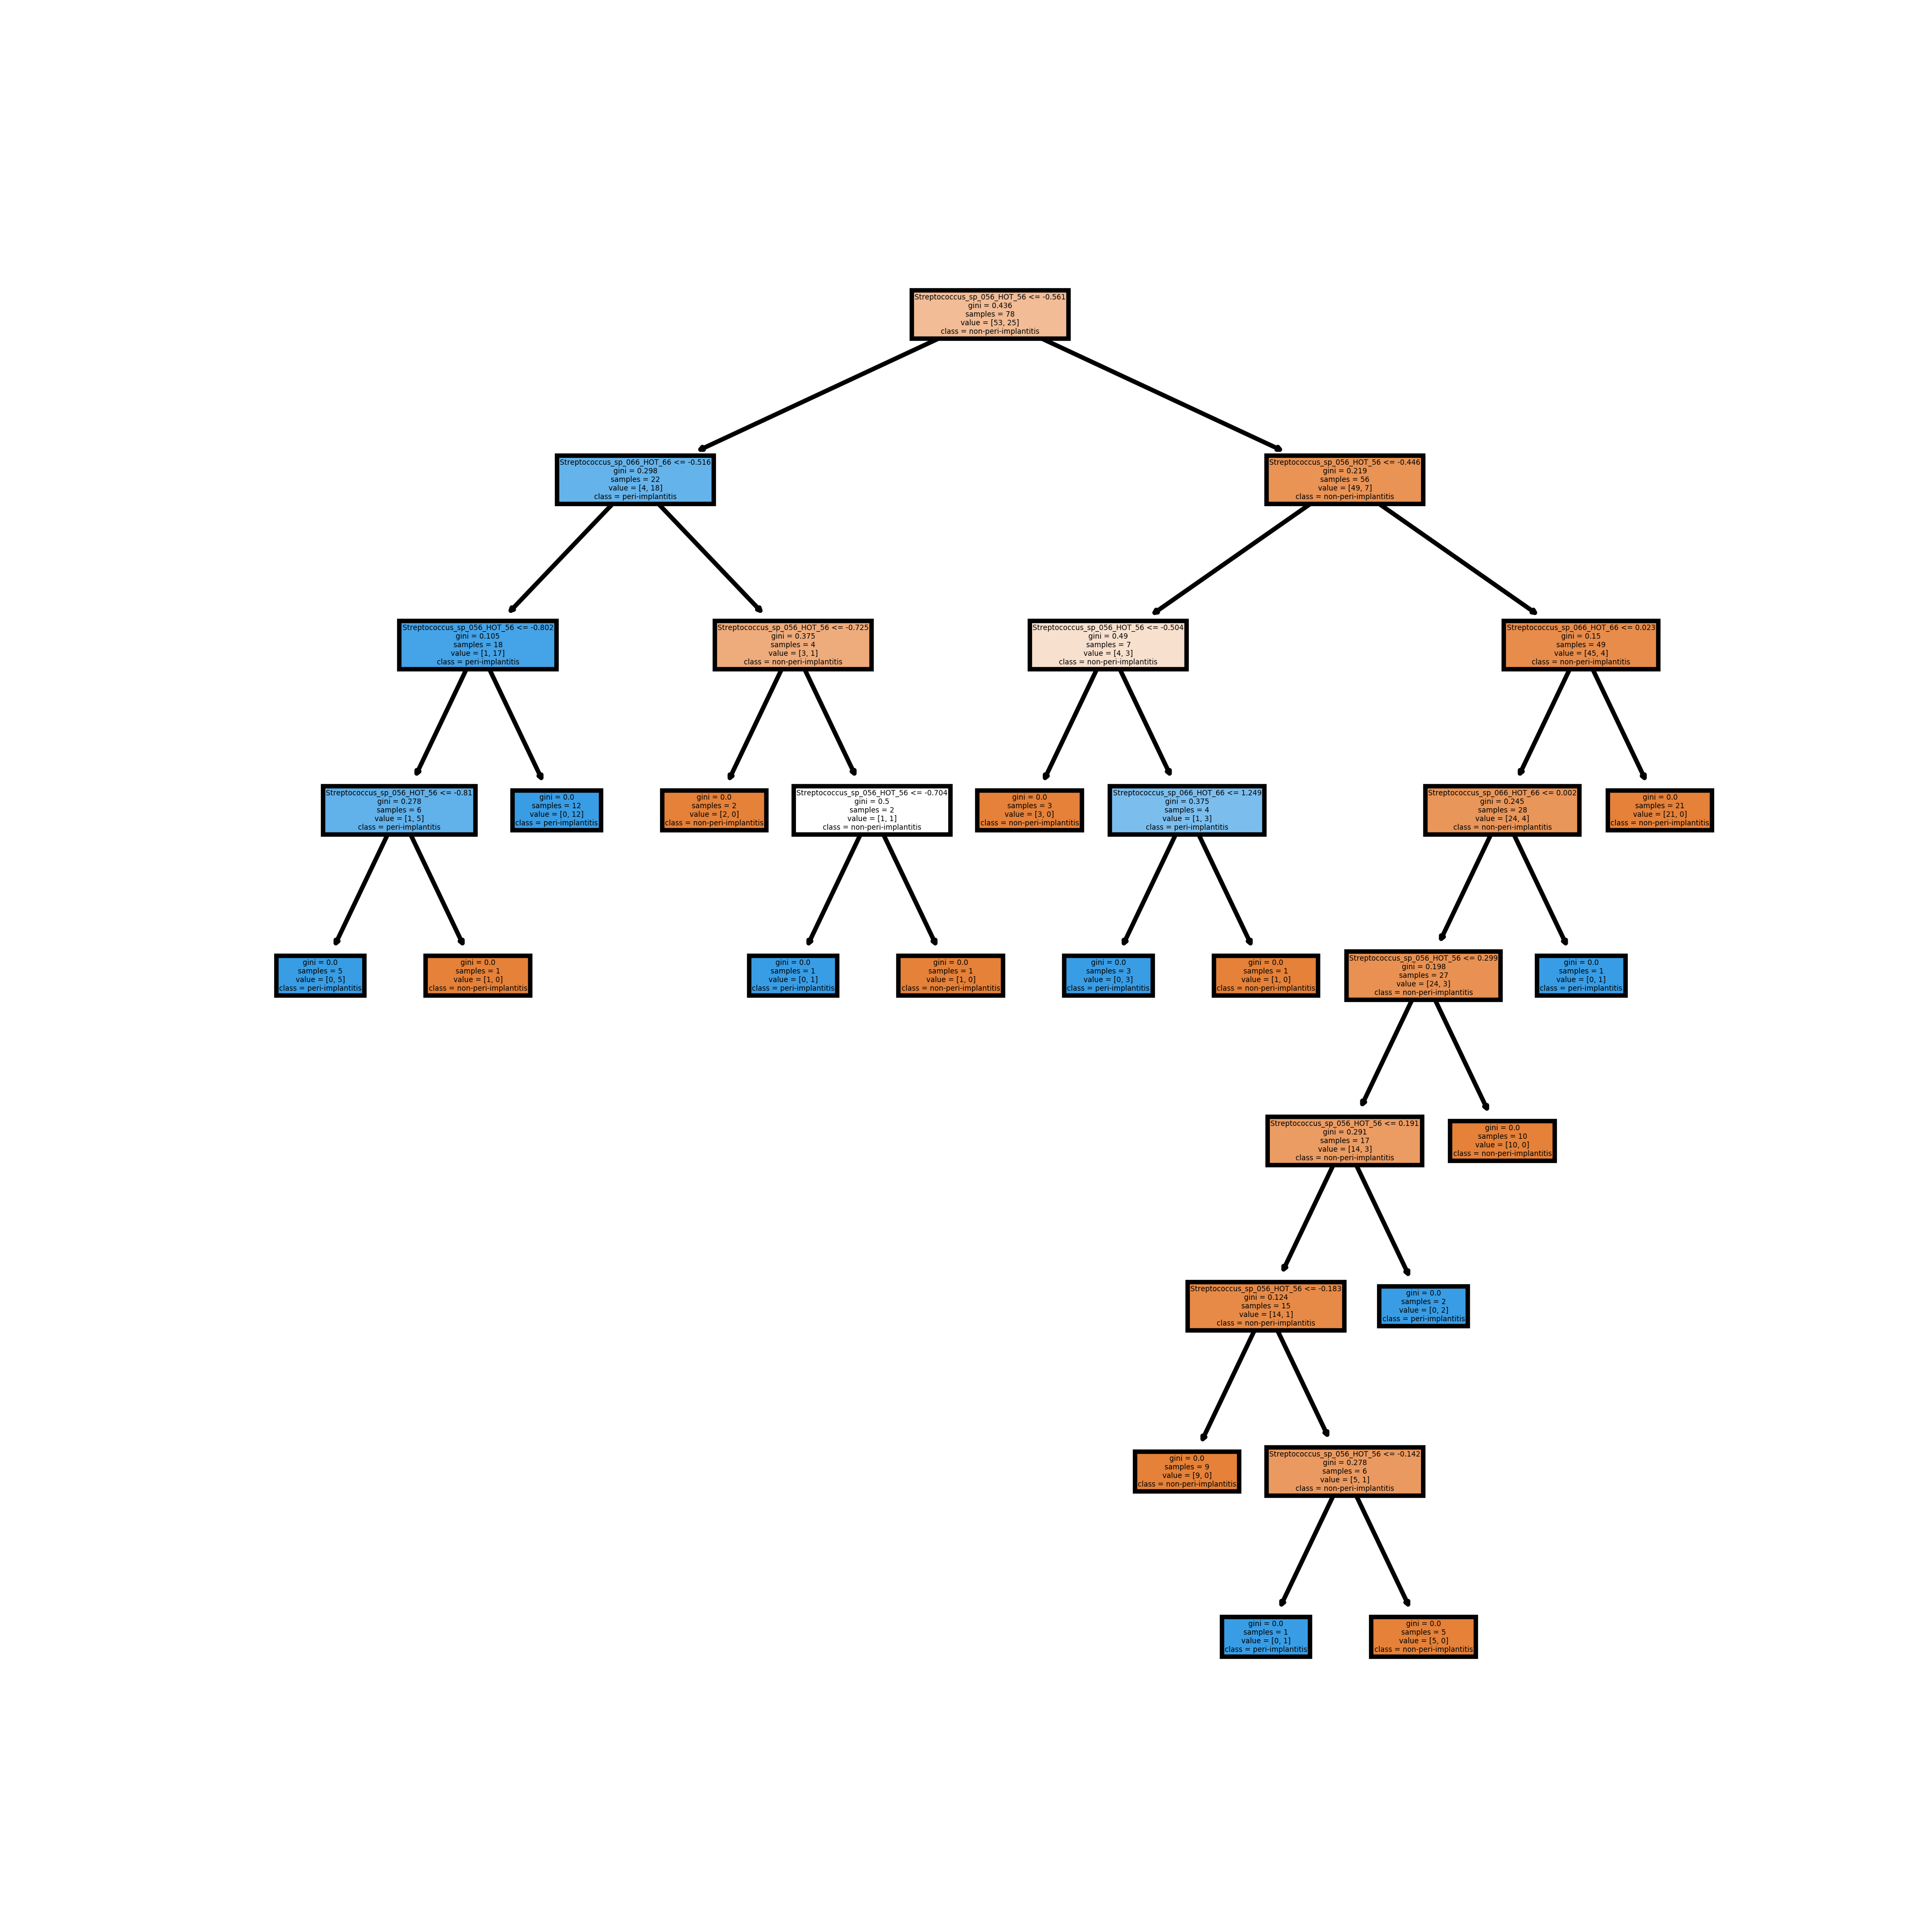 Streptococcus_sp_056_HOT_56 <= -0.561
gini = 0.436
samples = 78
value = [53, 25]
class = non-peri-implantitis
Streptococcus_sp_066_HOT_66 <= -0.516
gini = 0.298
samples = 22
value = [4, 18]
class = peri-implantitis
Streptococcus_sp_056_HOT_56 <= -0.446
gini = 0.219
samples = 56
value = [49, 7]
class = non-peri-implantitis
Streptococcus_sp_056_HOT_56 <= -0.802
gini = 0.105
samples = 18
value = [1, 17]
class = peri-implantitis
Streptococcus_sp_056_HOT_56 <= -0.725
gini = 0.375
samples = 4
value = [3, 1]
class = non-peri-implantitis
Streptococcus_sp_056_HOT_56 <= -0.504
gini = 0.49
samples = 7
value = [4, 3]
class = non-peri-implantitis
Streptococcus_sp_066_HOT_66 <= 0.023
gini = 0.15
samples = 49
value = [45, 4]
class = non-peri-implantitis
Streptococcus_sp_056_HOT_56 <= -0.81
gini = 0.278
samples = 6
value = [1, 5]
class = peri-implantitis
gini = 0.0
samples = 12
value = [0, 12]
class = peri-implantitis
gini = 0.0
samples = 2
value = [2, 0]
class = non-peri-implantitis
Streptococcus_sp_056_HOT_56 <= -0.704
gini = 0.5
samples = 2
value = [1, 1]
class = non-peri-implantitis
gini = 0.0
samples = 3
value = [3, 0]
class = non-peri-implantitis
Streptococcus_sp_066_HOT_66 <= 1.249
gini = 0.375
samples = 4
value = [1, 3]
class = peri-implantitis
Streptococcus_sp_066_HOT_66 <= 0.002
gini = 0.245
samples = 28
value = [24, 4]
class = non-peri-implantitis
gini = 0.0
samples = 21
value = [21, 0]
class = non-peri-implantitis
gini = 0.0
samples = 5
value = [0, 5]
class = peri-implantitis
gini = 0.0
samples = 1
value = [1, 0]
class = non-peri-implantitis
gini = 0.0
samples = 1
value = [0, 1]
class = peri-implantitis
gini = 0.0
samples = 1
value = [1, 0]
class = non-peri-implantitis
gini = 0.0
samples = 3
value = [0, 3]
class = peri-implantitis
gini = 0.0
samples = 1
value = [1, 0]
class = non-peri-implantitis
Streptococcus_sp_056_HOT_56 <= 0.299
gini = 0.198
samples = 27
value = [24, 3]
class = non-peri-implantitis
gini = 0.0
samples = 1
value = [0, 1]
class = peri-implantitis
Streptococcus_sp_056_HOT_56 <= 0.191
gini = 0.291
samples = 17
value = [14, 3]
class = non-peri-implantitis
gini = 0.0
samples = 10
value = [10, 0]
class = non-peri-implantitis
Streptococcus_sp_056_HOT_56 <= -0.183
gini = 0.124
samples = 15
value = [14, 1]
class = non-peri-implantitis
gini = 0.0
samples = 2
value = [0, 2]
class = peri-implantitis
gini = 0.0
samples = 9
value = [9, 0]
class = non-peri-implantitis
Streptococcus_sp_056_HOT_56 <= -0.142
gini = 0.278
samples = 6
value = [5, 1]
class = non-peri-implantitis
gini = 0.0
samples = 1
value = [0, 1]
class = peri-implantitis
gini = 0.0
samples = 5
value = [5, 0]
class = non-peri-implantitis